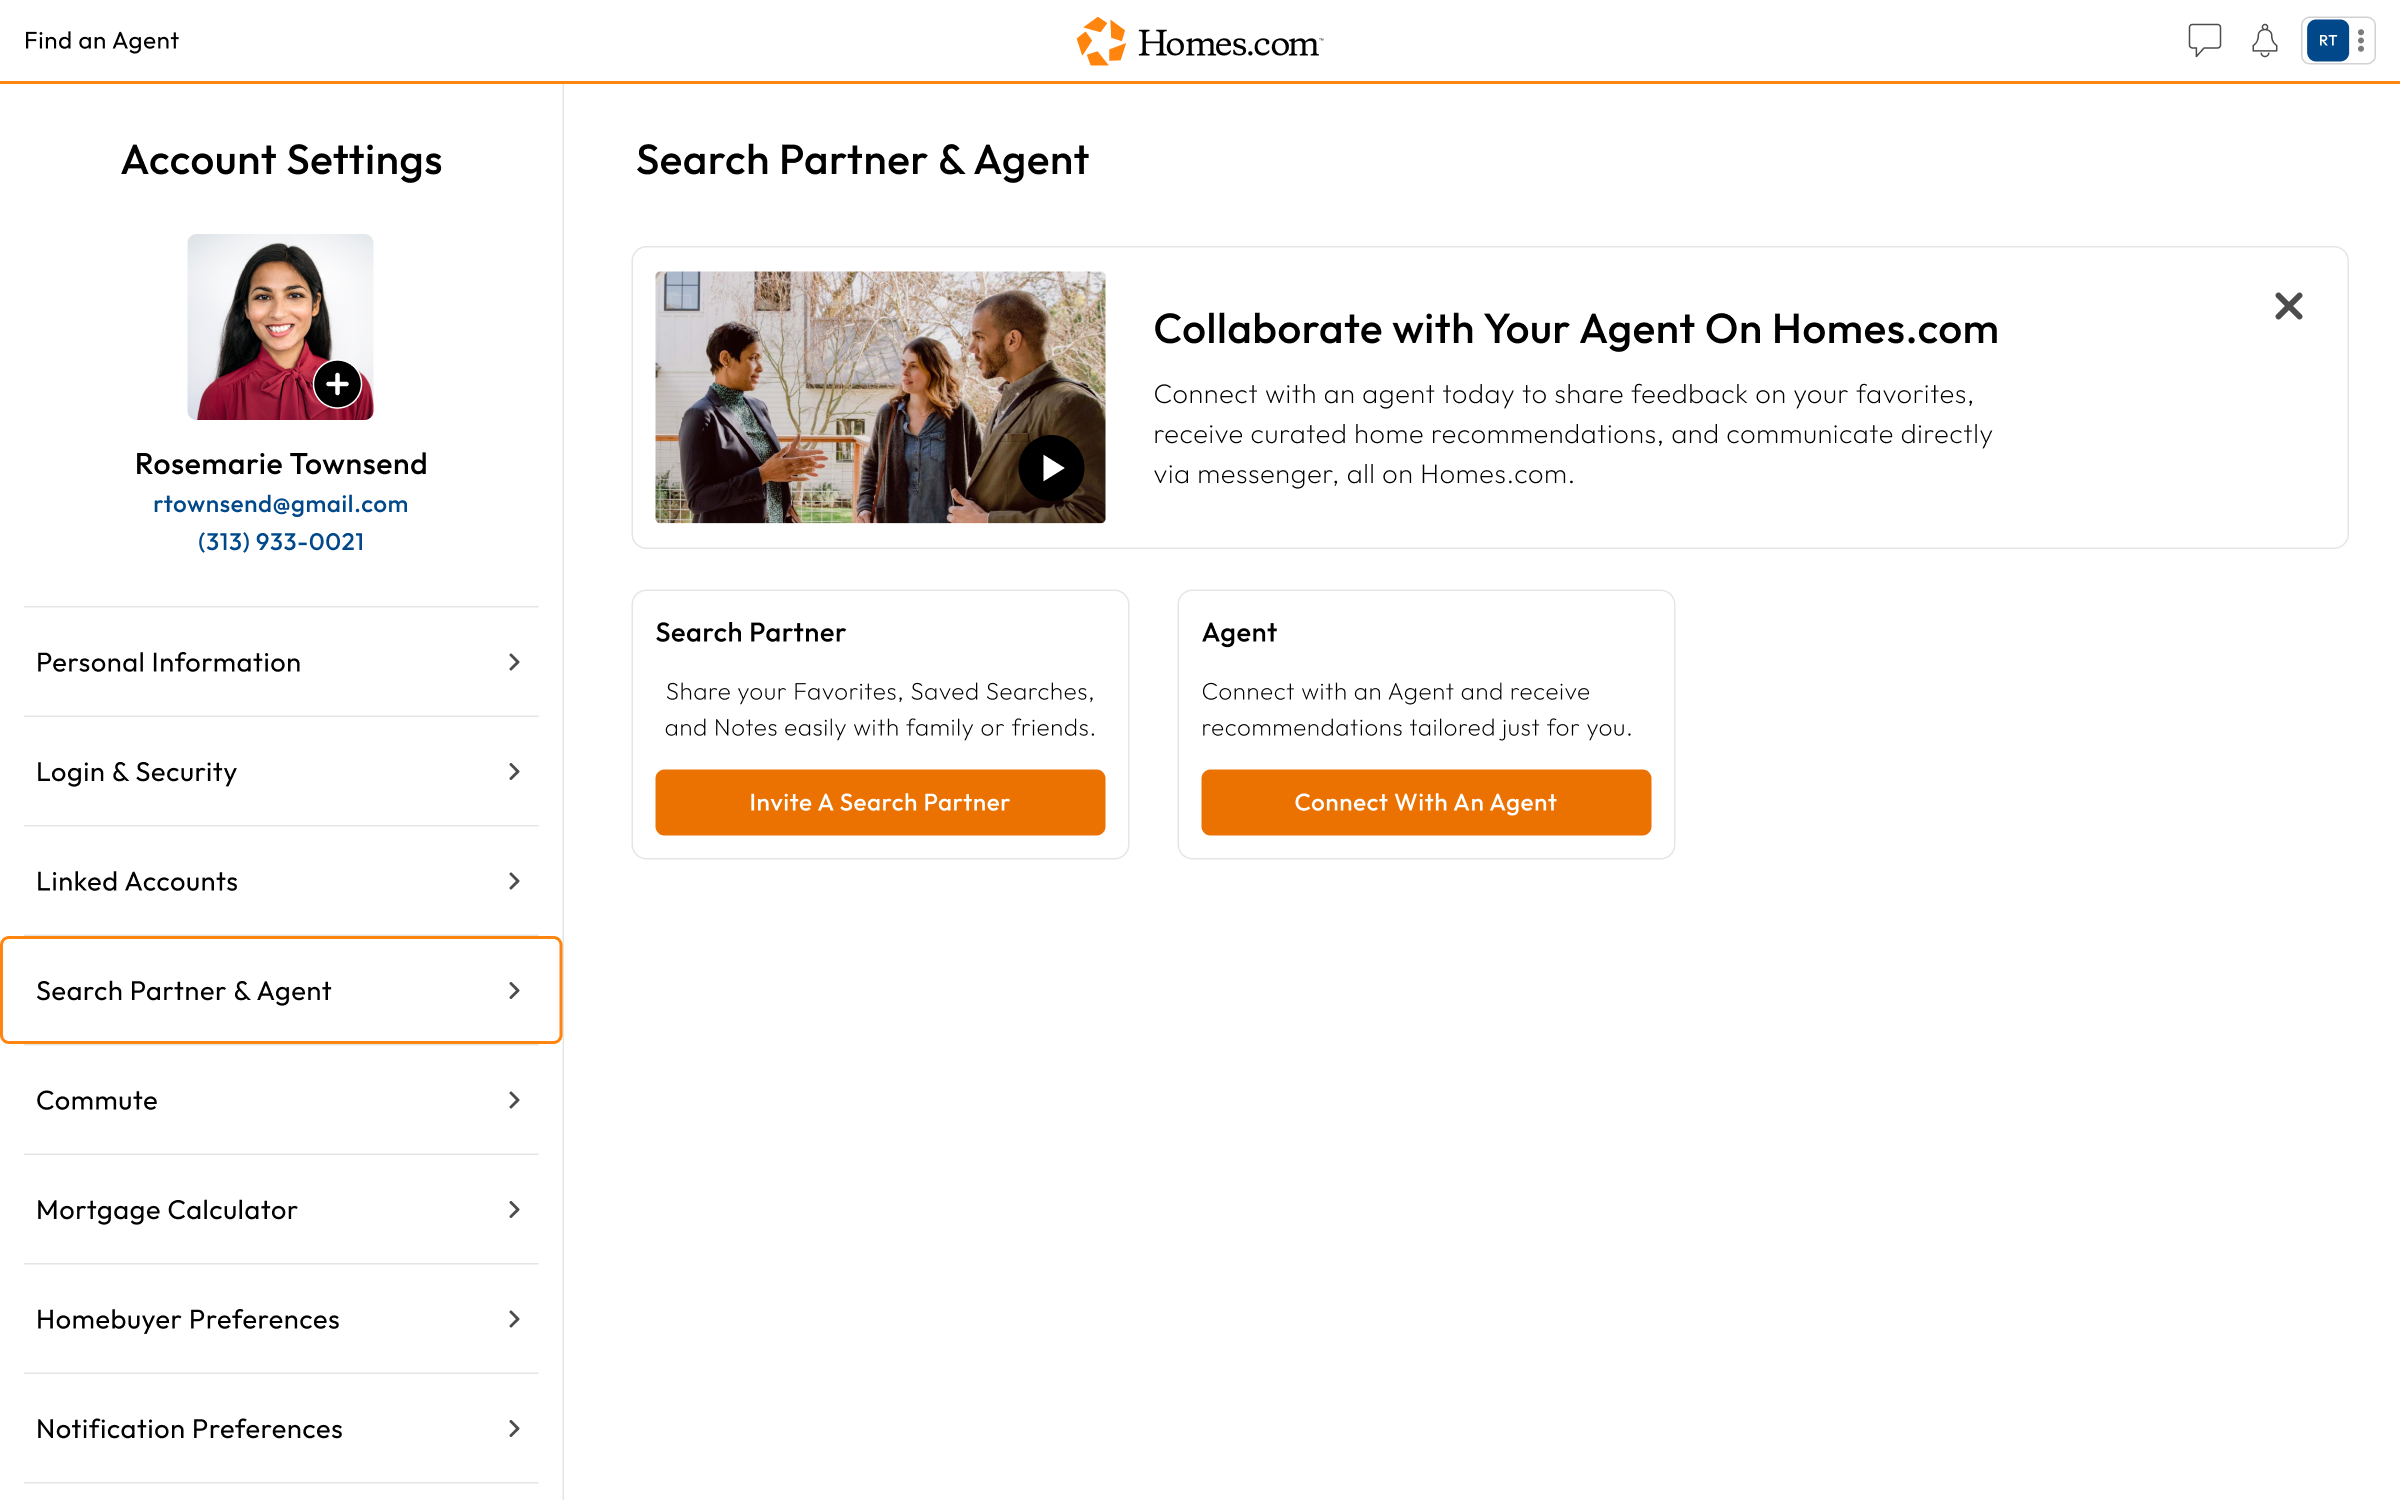 Find an Agent
Homes.com™
RT
Account Settings
Rosemarie Townsend
rtownsend@gmail.com
(313) 933-0021
Personal Information
Login & Security
Linked Accounts
Search Partner & Agent
Commute
Mortgage Calculator
Homebuyer Preferences
Notification Preferences
Search Partner & Agent
Collaborate with Your Agent On Homes.com
Connect with an agent today to share feedback on your favorites,
receive curated home recommendations, and communicate directly
via messenger, all on Homes.com.
Search Partner
Share your Favorites, Saved Searches,
and Notes easily with family or friends.
Invite A Search Partner
Agent
Connect with an Agent and receive
recommendations tailored just for you.
Connect With An Agent